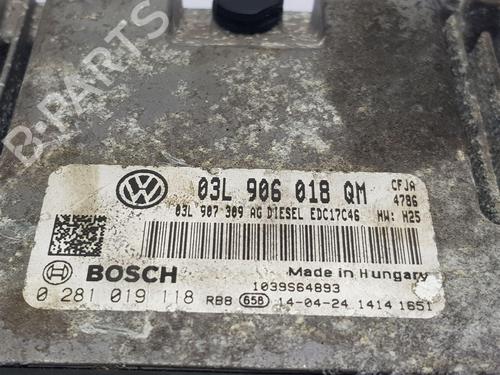 B-PARTS
03L 906 018 QM
CFJA
4786
03L 907 309 AG DIESEL EDC17C46
HW: H25
BOSCH
Made in Hungary
1039S64893
0 281 019 118
RBB 658 14-04-24 1414 1651